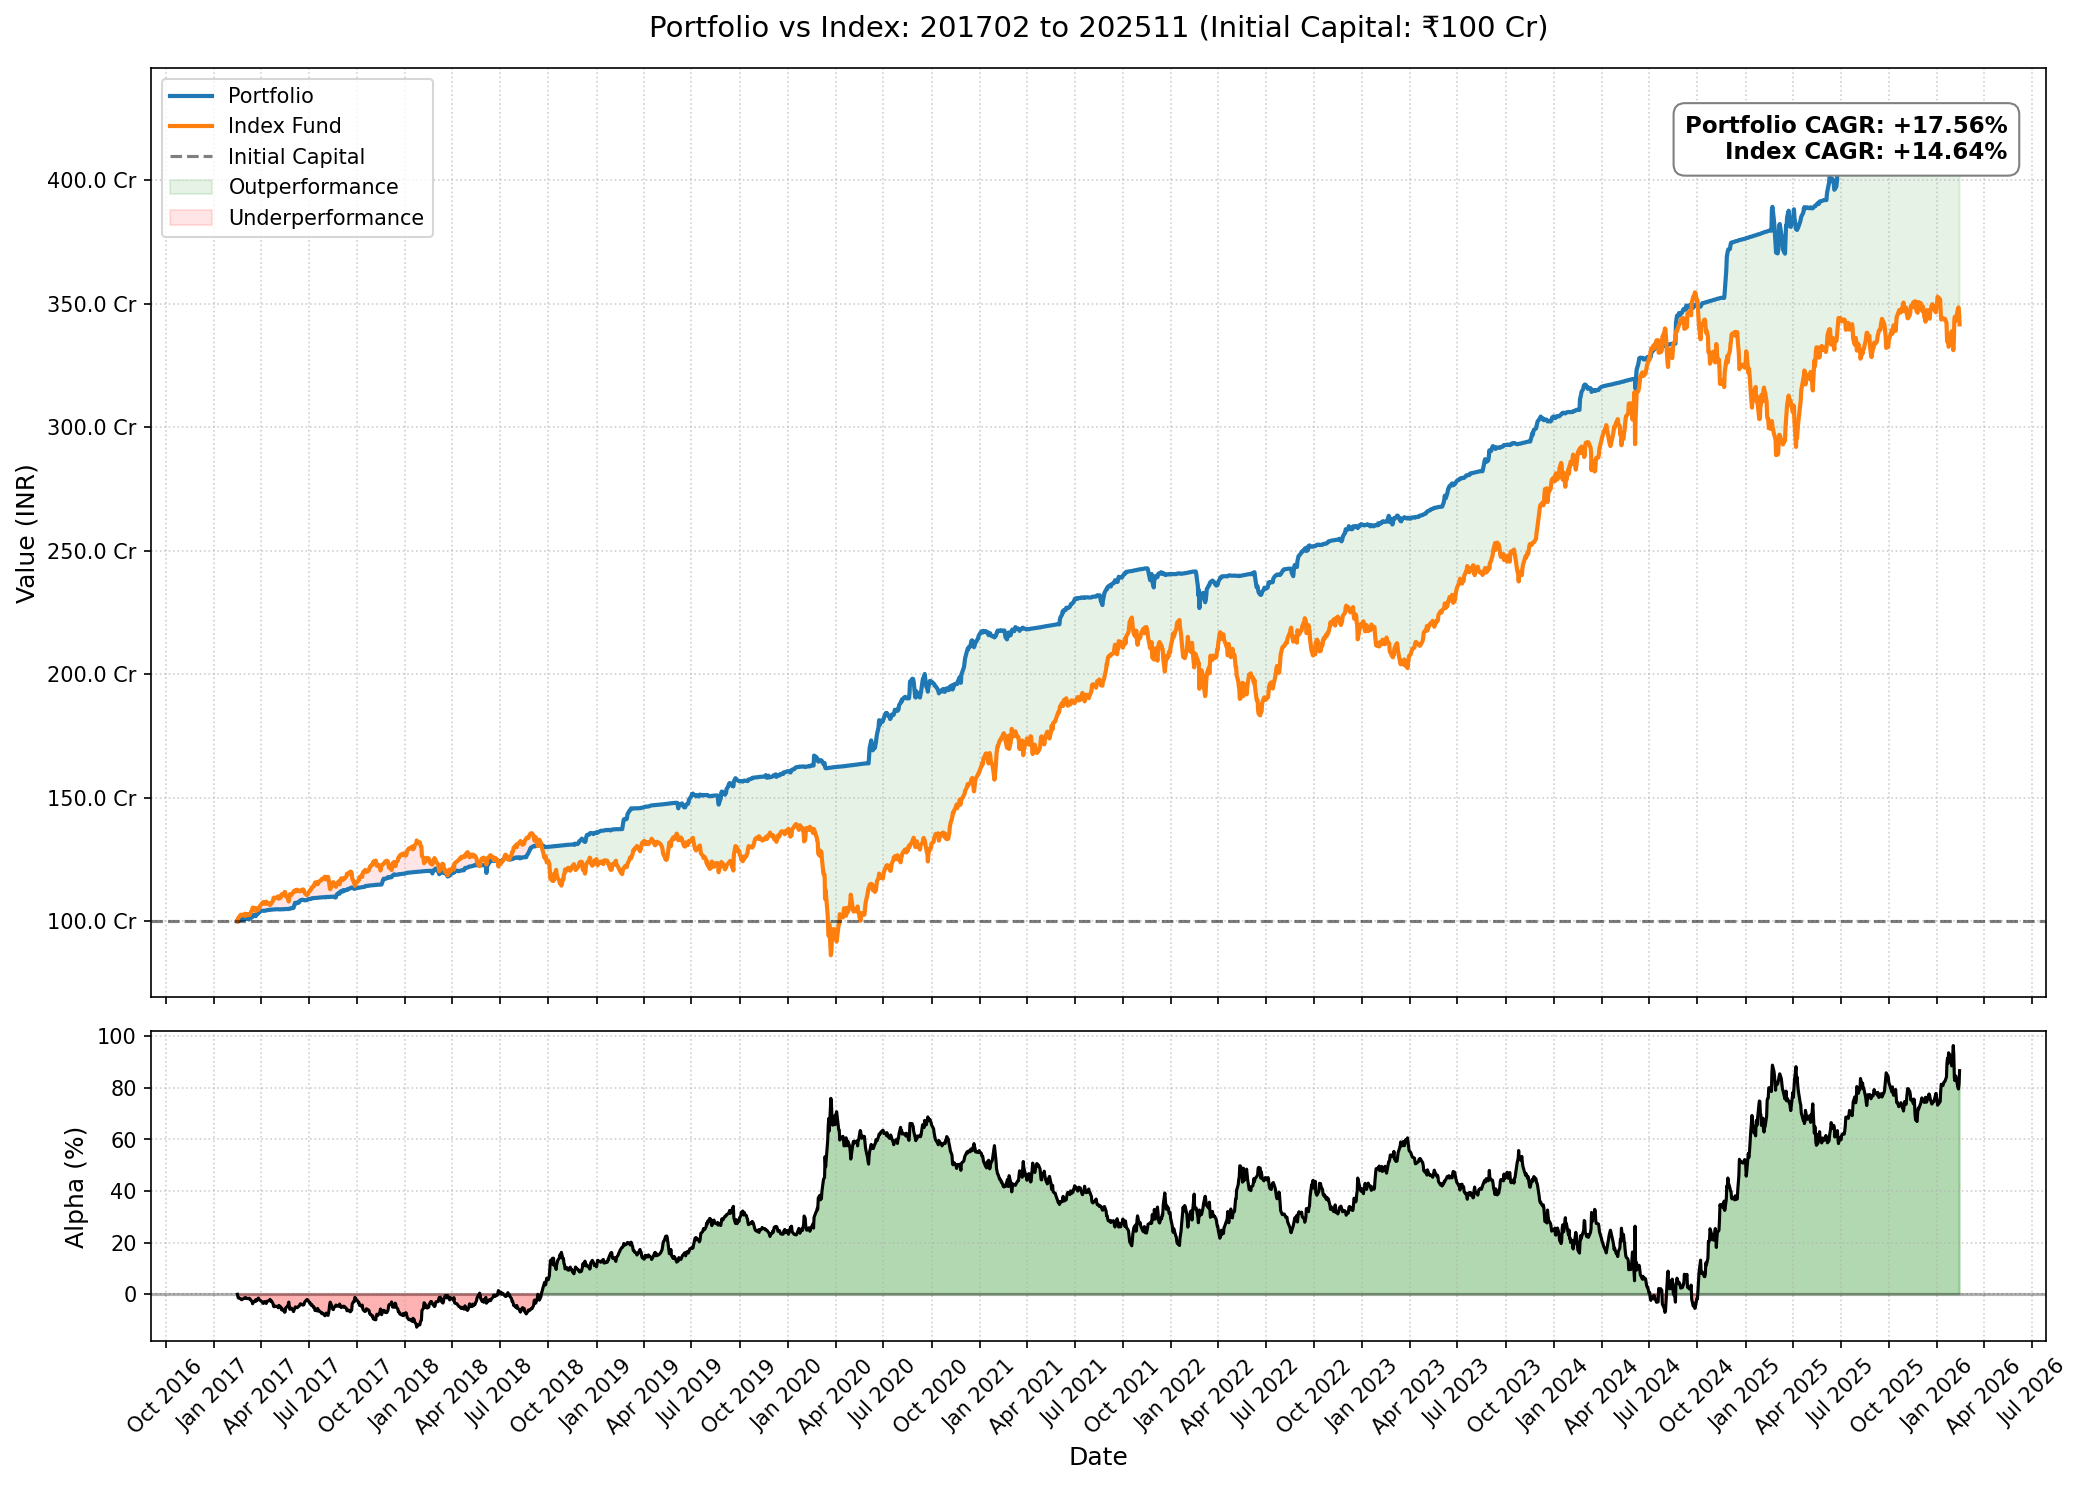 Portfolio vs Index: 201702 to 202511 (Initial Capital: ₹100 Cr)
Portfolio
Index Fund
Initial Capital
Outperformance
Underperformance
Portfolio CAGR: +17.56%
Index CAGR: +14.64%
Value (INR)
400.0 Cr
350.0 Cr
300.0 Cr
250.0 Cr
200.0 Cr
150.0 Cr
100.0 Cr
Alpha (%)
100
80
60
40
20
0
Oct 2016
Jan 2017
Apr 2017
Jul 2017
Oct 2017
Jan 2018
Apr 2018
Jul 2018
Oct 2018
Jan 2019
Apr 2019
Jul 2019
Oct 2019
Jan 2020
Apr 2020
Jul 2020
Oct 2020
Jan 2021
Apr 2021
Jul 2021
Oct 2021
Jan 2022
Apr 2022
Jul 2022
Oct 2022
Jan 2023
Apr 2023
Jul 2023
Oct 2023
Jan 2024
Apr 2024
Jul 2024
Oct 2024
Jan 2025
Apr 2025
Jul 2025
Oct 2025
Jan 2026
Apr 2026
Jul 2026
Date